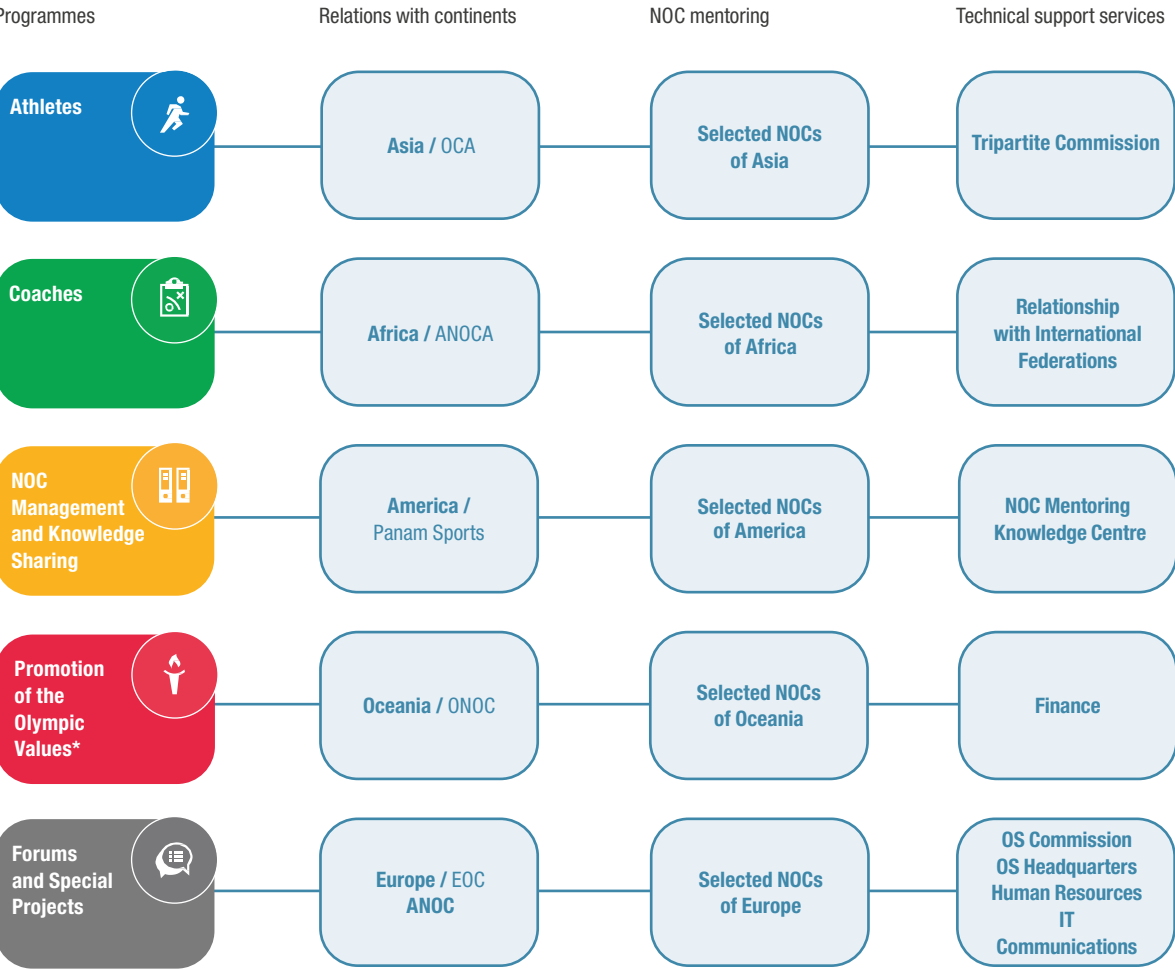 Programmes
Relations with continents
NOC mentoring
Technical support services
Athletes
Asia / OCA
Selected NOCs
of Asia
Tripartite Commission
Coaches
Africa / ANOCA
Selected NOCs
of Africa
Relationship
with International
Federations
NOC
Management
and Knowledge
Sharing
America /
Panam Sports
Selected NOCs
of America
NOC Mentoring
Knowledge Centre
Promotion
of the
Olympic
Values*
Oceania / ONOC
Selected NOCs
of Oceania
Finance
Forums
and Special
Projects
Europe / EOC
ANOC
Selected NOCs
of Europe
OS Commission
OS Headquarters
Human Resources
IT
Communications